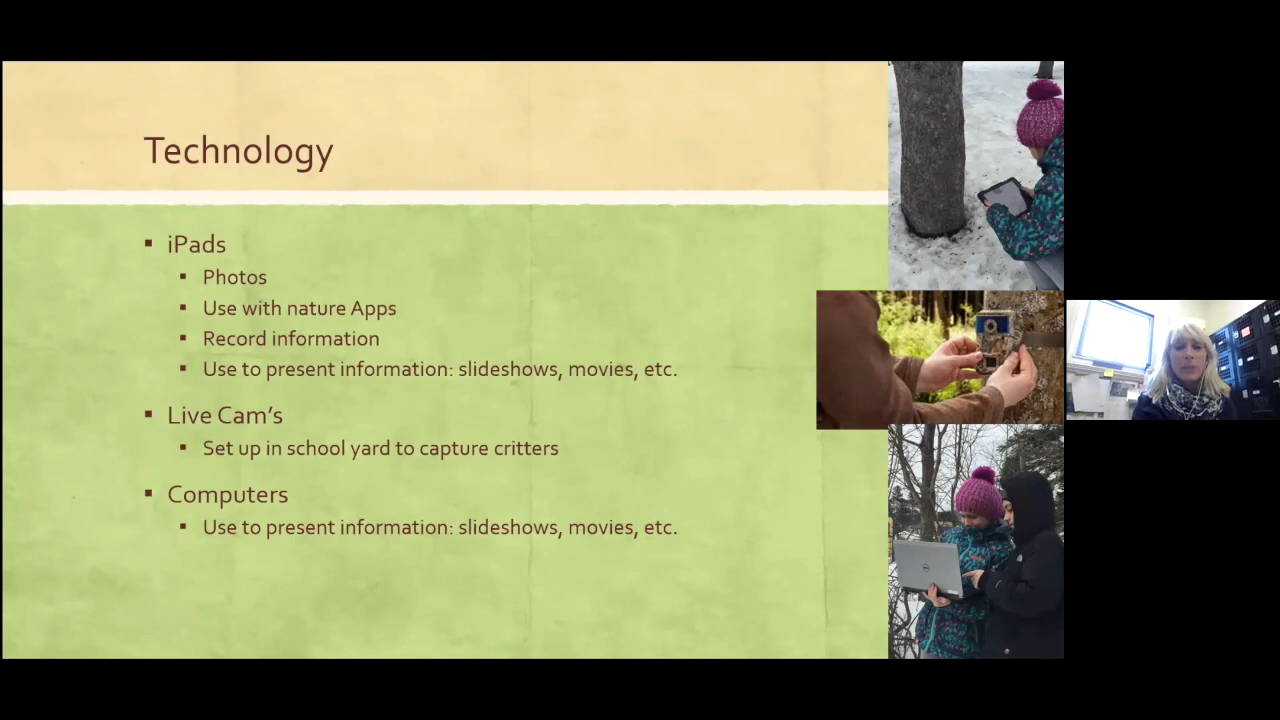 Technology
▪ iPads
▪ Photos
▪ Use with nature Apps
▪ Record information
▪ Use to present information: slideshows, movies, etc.
▪ Live Cam's
▪ Set up in school yard to capture critters
▪ Computers
▪ Use to present information: slideshows, movies, etc.